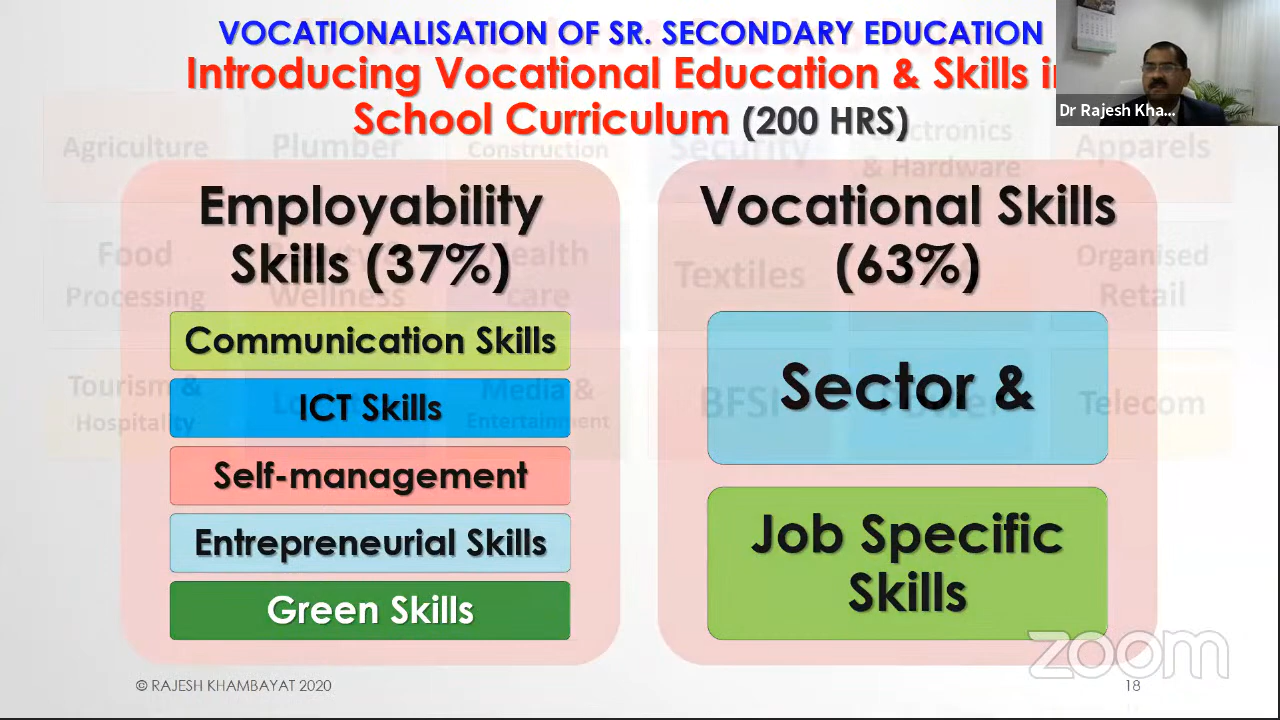 VOCATIONALISATION OF SR. SECONDARY EDUCATION
Introducing Vocational Education & Skills in
School Curriculum (200 HRS)
Dr Rajesh Kha...
Agriculture
Plumber
Construction
Security
& Hardware
Apparels
Food
Processing
Wellness
care
Textiles
Organised
Retail
Tourism &
Hospitality
Media &
Entertainment
BFSI
Telecom
Employability
Skills (37%)
Communication Skills
ICT Skills
Self-management
Entrepreneurial Skills
Green Skills
Vocational Skills
(63%)
Sector &
Job Specific
Skills
zoom
© RAJESH KHAMBAYAT 2020
18